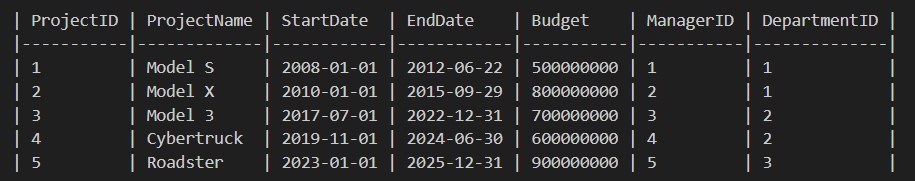 | ProjectID | ProjectName | StartDate  | EndDate    | Budget    | ManagerID | DepartmentID |
|-----------|-------------|------------|------------|-----------|-----------|--------------|
| 1         | Model S     | 2008-01-01 | 2012-06-22 | 500000000 | 1         | 1            |
| 2         | Model X     | 2010-01-01 | 2015-09-29 | 800000000 | 2         | 1            |
| 3         | Model 3     | 2017-07-01 | 2022-12-31 | 700000000 | 3         | 2            |
| 4         | Cybertruck  | 2019-11-01 | 2024-06-30 | 600000000 | 4         | 2            |
| 5         | Roadster    | 2023-01-01 | 2025-12-31 | 900000000 | 5         | 3            |